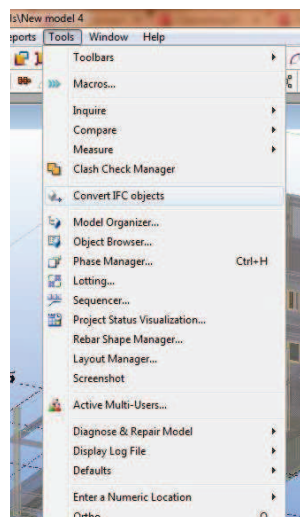 ls\New model 4
eports Tools Window Help
Toolbars
Macros...
Inquire
Compare
Measure
Clash Check Manager
Convert IFC objects
Model Organizer...
Object Browser...
Phase Manager... Ctrl+H
Lotting...
Sequencer...
Project Status Visualization...
Rebar Shape Manager...
Layout Manager...
Screenshot
Active Multi-Users...
Diagnose & Repair Model
Display Log File
Defaults
Enter a Numeric Location
Ortho O